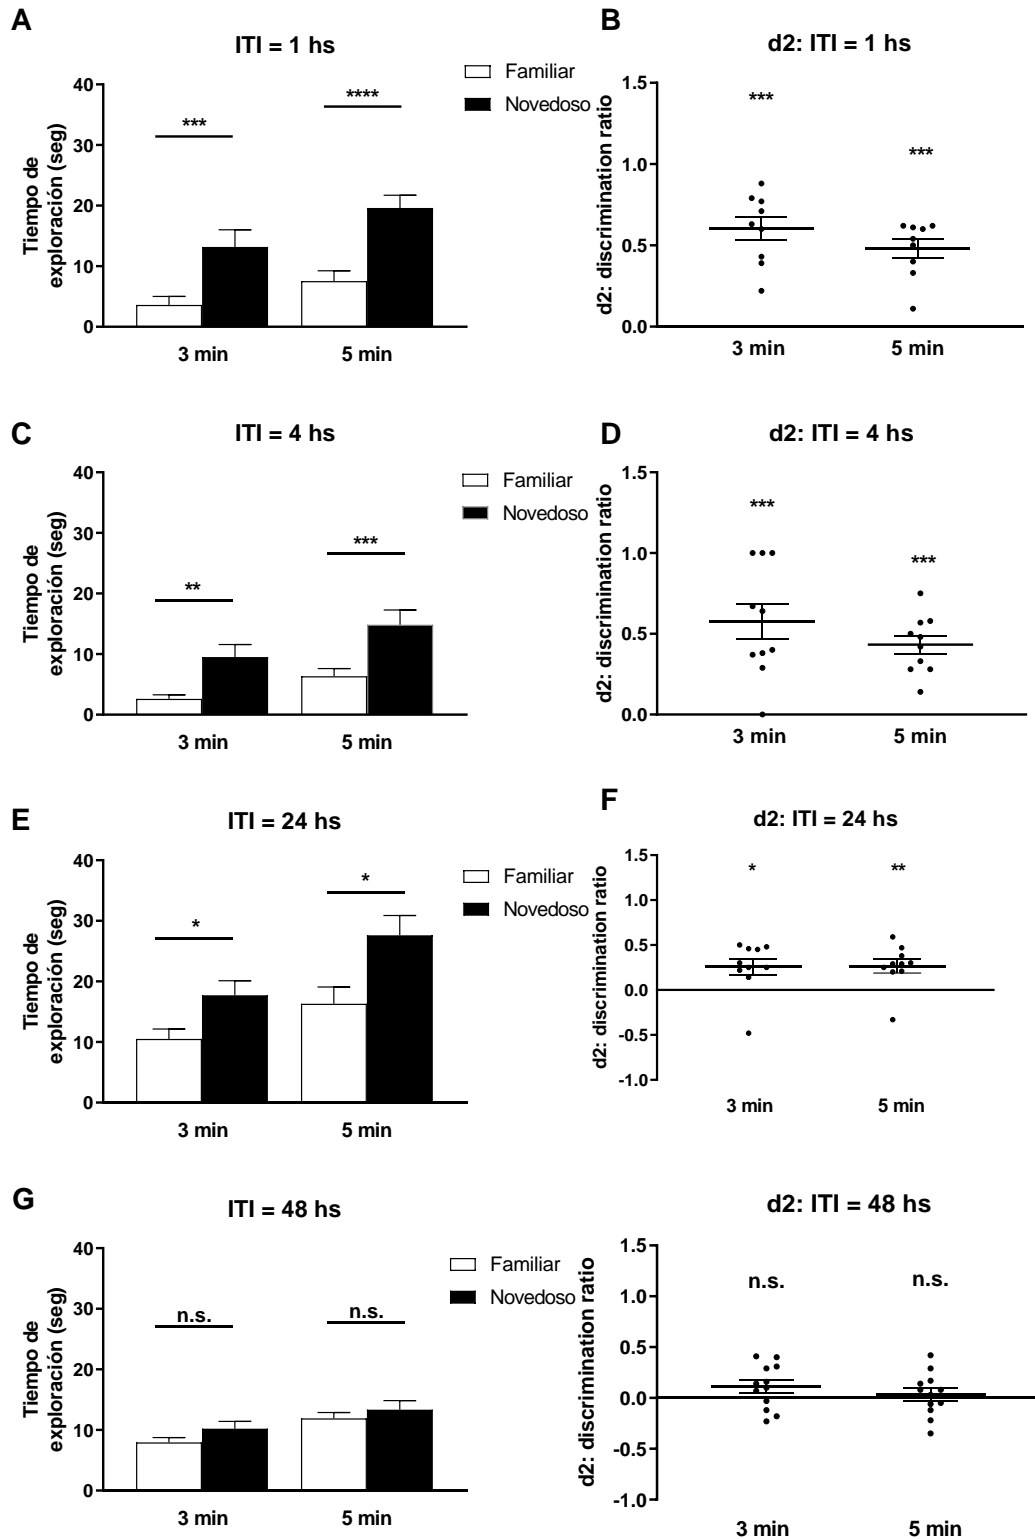 A
ITI = 1 hs
Familiar
Novedoso
Tiempo de
exploración (seg)
40
30
20
10
0
***
****
3 min
5 min
B
d2: ITI = 1 hs
d2: discrimination ratio
1.5
1.0
0.5
0.0
***
***
3 min
5 min
C
ITI = 4 hs
Familiar
Novedoso
Tiempo de
exploración (seg)
40
30
20
10
0
**
***
3 min
5 min
D
d2: ITI = 4 hs
d2: discrimination ratio
1.5
1.0
0.5
0.0
***
***
3 min
5 min
E
ITI = 24 hs
Familiar
Novedoso
Tiempo de
exploración (seg)
40
30
20
10
0
*
*
3 min
5 min
F
d2: ITI = 24 hs
d2: discrimination ratio
1.5
1.0
0.5
0.0
-0.5
-1.0
*
**
3 min
5 min
G
ITI = 48 hs
Familiar
Novedoso
Tiempo de
exploración (seg)
40
30
20
10
0
n.s.
n.s.
3 min
5 min
d2: ITI = 48 hs
d2: discrimination ratio
1.5
1.0
0.5
0.0
-0.5
-1.0
n.s.
n.s.
3 min
5 min